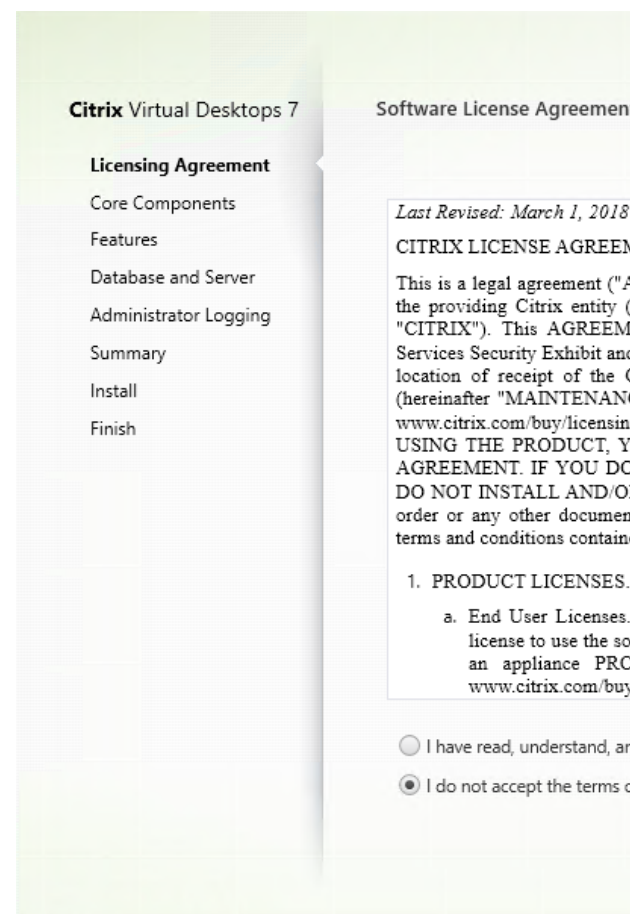 Citrix Virtual Desktops 7
Licensing Agreement
Core Components
Features
Database and Server
Administrator Logging
Summary
Install
Finish
Software License Agreemen
Last Revised: March 1, 2018
CITRIX LICENSE AGREEM
This is a legal agreement ("A
the providing Citrix entity (
"CITRIX"). This AGREEM
Services Security Exhibit and
location of receipt of the
(hereinafter "MAINTENANC
www.citrix.com/buy/licensin
USING THE PRODUCT, Y
AGREEMENT. IF YOU DO
DO NOT INSTALL AND/O
order or any other documen
terms and conditions containe
1. PRODUCT LICENSES.
a. End User Licenses.
license to use the so
an appliance PRO
www.citrix.com/buy
I have read, understand, an
I do not accept the terms o